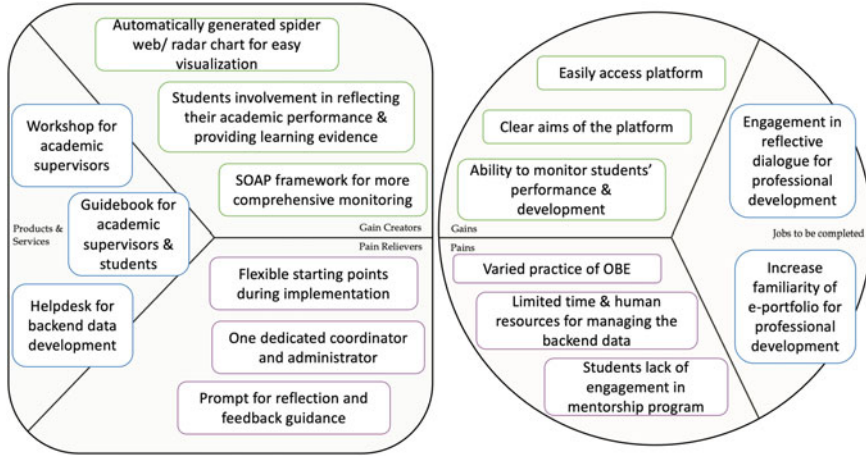 Automatically generated spider
web/ radar chart for easy
visualization
Students involvement in reflecting
their academic performance &
providing learning evidence
SOAP framework for more
comprehensive monitoring
Gain Creators
Workshop for
academic
supervisors
Guidebook for
academic
supervisors &
students
Products &
Services
Helpdesk for
backend data
development
Pain Relievers
Flexible starting points
during implementation
One dedicated coordinator
and administrator
Prompt for reflection and
feedback guidance
Easily access platform
Clear aims of the platform
Ability to monitor students'
performance &
development
Gains
Pains
Varied practice of OBE
Limited time & human
resources for managing the
backend data
Students lack of
engagement in
mentorship program
Engagement in
reflective
dialogue for
professional
development
Jobs to be completed
Increase
familiarity of
e-portfolio for
professional
development